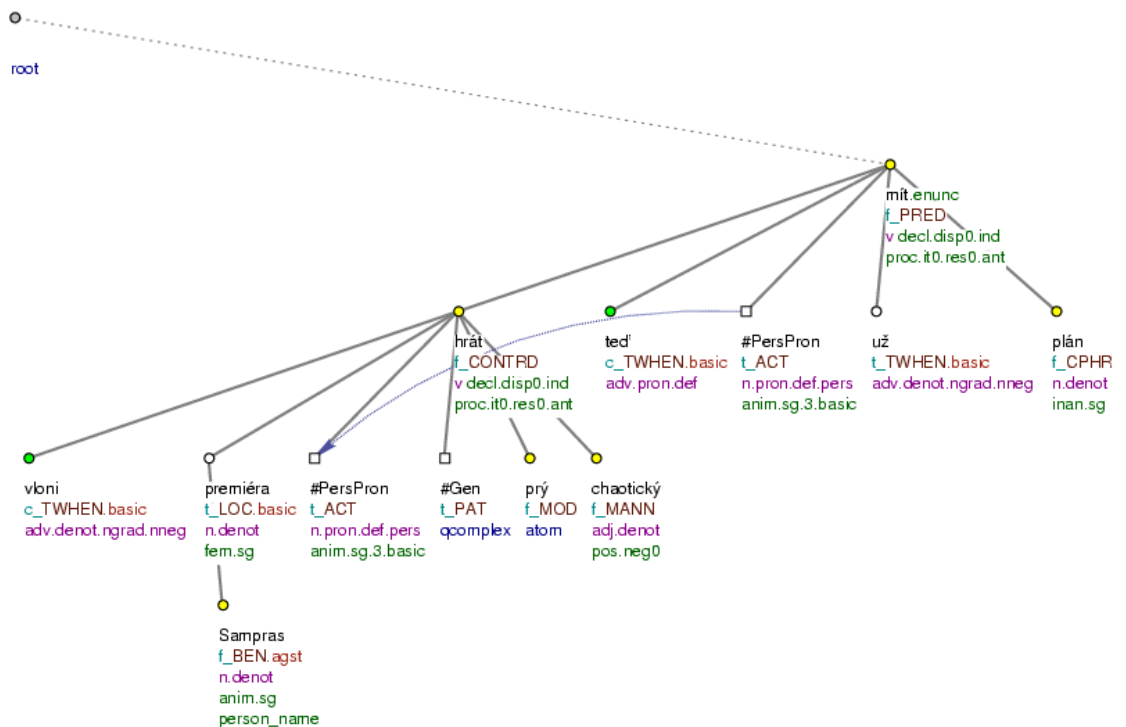 root
mít.enunc
f_PRED
v decl.disp0.ind
proc.it0.res0.ant
hrát
f_CONTRD
v decl.disp0.ind
proc.it0.res0.ant
teď
c_TWHEN.basic
adv.pron.def
#PersPron
t_ACT
n.pron.def.pers
anim.sg.3.basic
už
t_TWHEN.basic
adv.denot.ngrad.nneg
plán
f_CPHR
n.denot
inan.sg
vloni
c_TWHEN.basic
adv.denot.ngrad.nneg
premiéra
t_LOC.basic
n.denot
fem.sg
#PersPron
t_ACT
n.pron.def.pers
anim.sg.3.basic
#Gen
t_PAT
qcomplex
prý
f_MOD
atom
chaotický
f_MANN
adj.denot
pos.neg0
Sampras
f_BEN.agst
n.denot
anim.sg
person_name